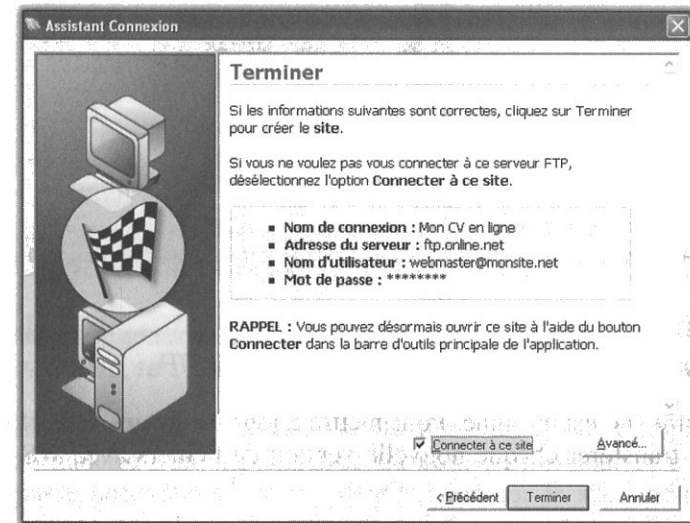 Assistant Connexion
Terminer
Si les informations suivantes sont correctes, cliquez sur Terminer
pour créer le site.
Si vous ne voulez pas vous connecter à ce serveur FTP,
désélectionnez l'option Connecter à ce site.
Nom de connexion : Mon CV en ligne
Adresse du serveur : ftp.online.net
Nom d'utilisateur : webmaster@monsite.net
Mot de passe : ********
RAPPEL : Vous pouvez désormais ouvrir ce site à l'aide du bouton
Connecter dans la barre d'outils principale de l'application.
Connecter à ce site
Avancé...
< Précédent
Terminer
Annuler